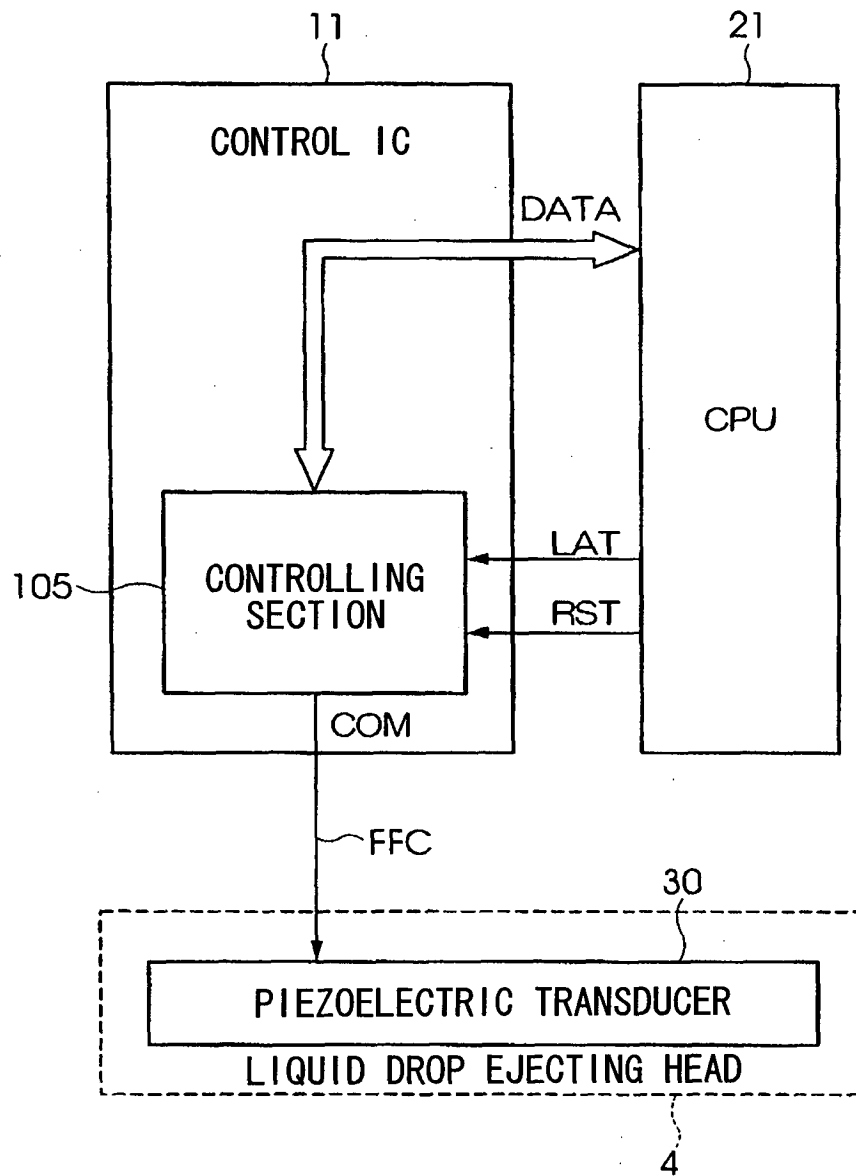 11
21
CONTROL IC
DATA
CPU
LAT
105
CONTROLLING
SECTION
RST
COM
FFC
30
PIEZOELECTRIC TRANSDUCER
LIQUID DROP EJECTING HEAD
4